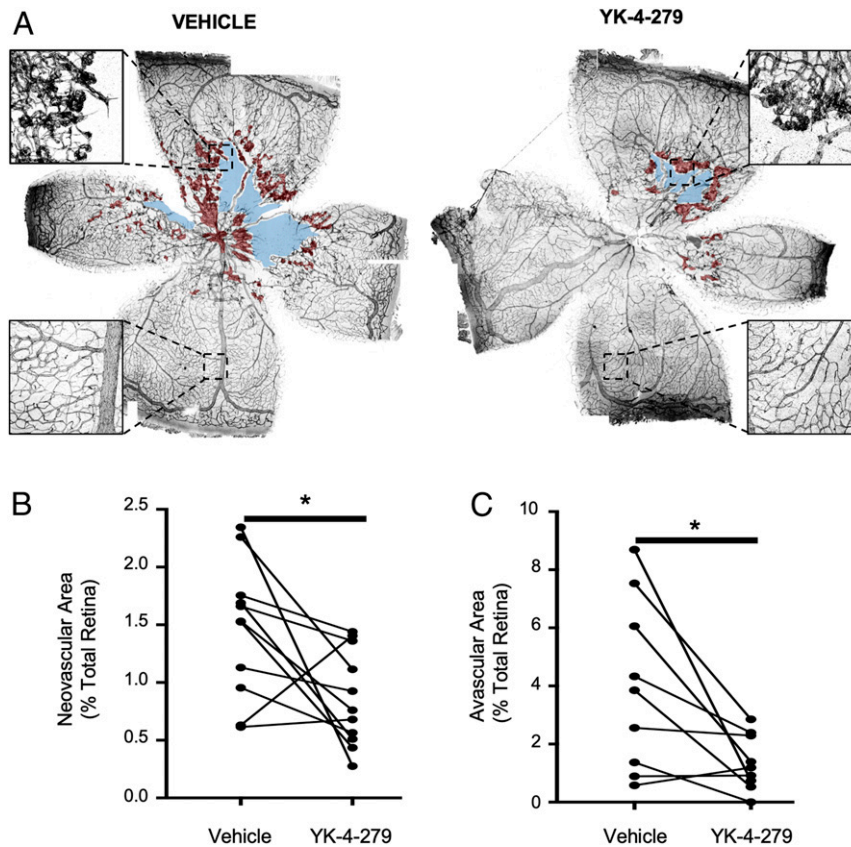 A
VEHICLE
YK-4-279
B
Neovascular Area
(% Total Retina)
2.5
2.0
1.5
1.0
0.5
0.0
*
Vehicle
YK-4-279
C
Avascular Area
(% Total Retina)
10
8
6
4
2
0
*
Vehicle
YK-4-279